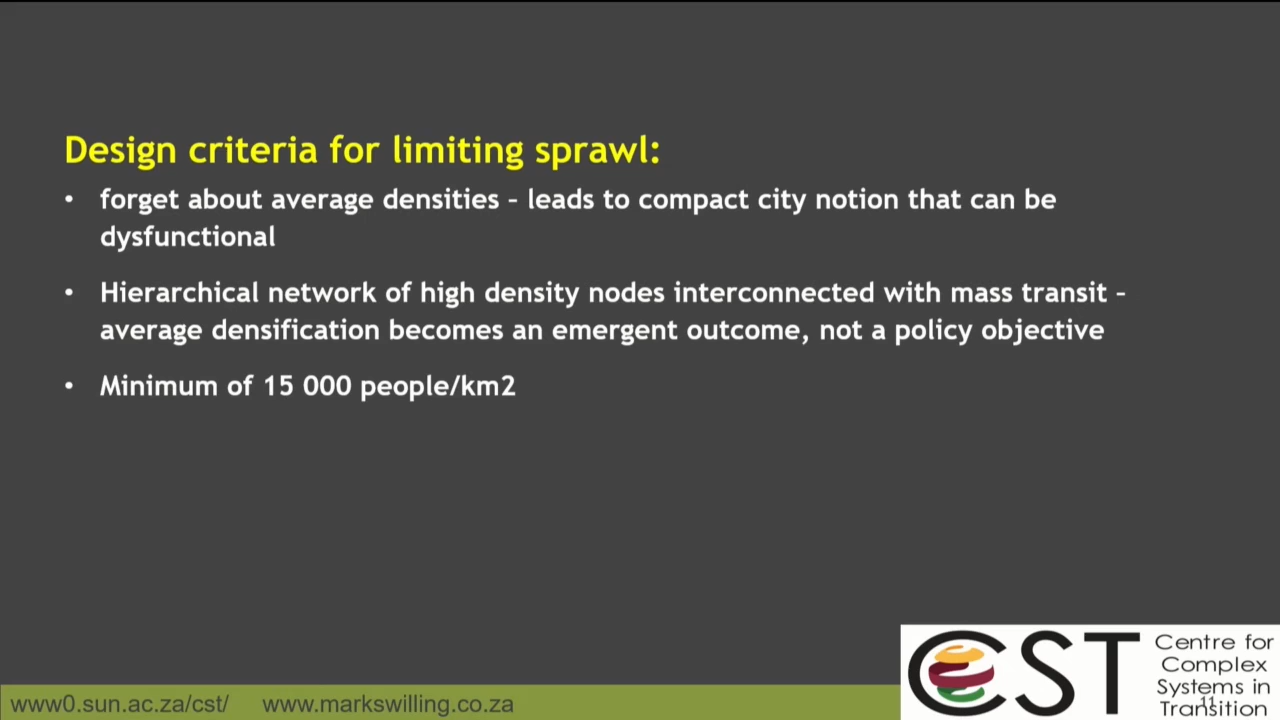 Design criteria for limiting sprawl:
• forget about average densities – leads to compact city notion that can be
dysfunctional
• Hierarchical network of high density nodes interconnected with mass transit –
average densification becomes an emergent outcome, not a policy objective
• Minimum of 15 000 people/km2
www0.sun.ac.za/cst/ www.markswilling.co.za
CST
Centre for
Complex
Systems in
Transition
11